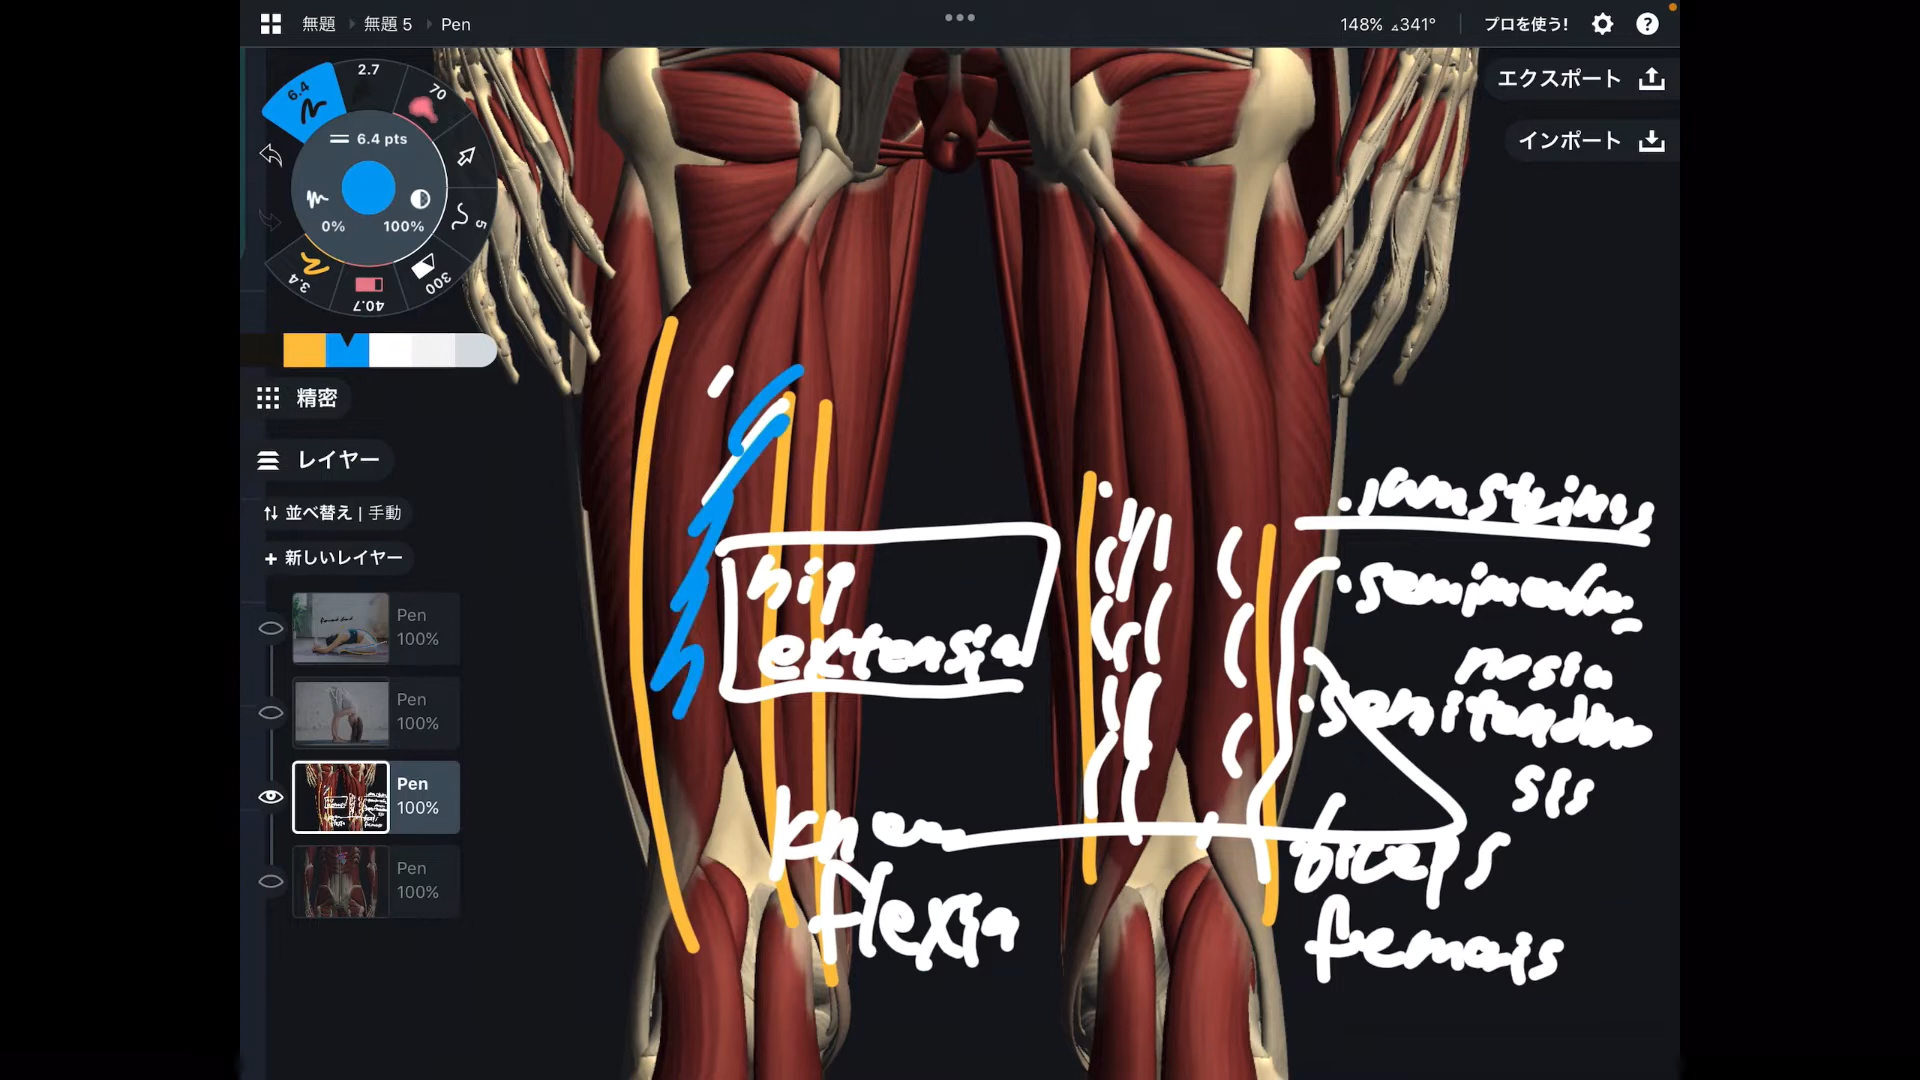 無題 無題 5 Pen
148% 341°
プロを使う!
エクスポート
インポート
2.7
70
6.4
6.4 pts
0% 100%
5
300
40.7
3.4
精密
レイヤー
並べ替え | 手動
+ 新しいレイヤー
Pen
100%
Pen
100%
Pen
100%
Pen
100%
hip
extension
knee
flexion
biceps
femoris